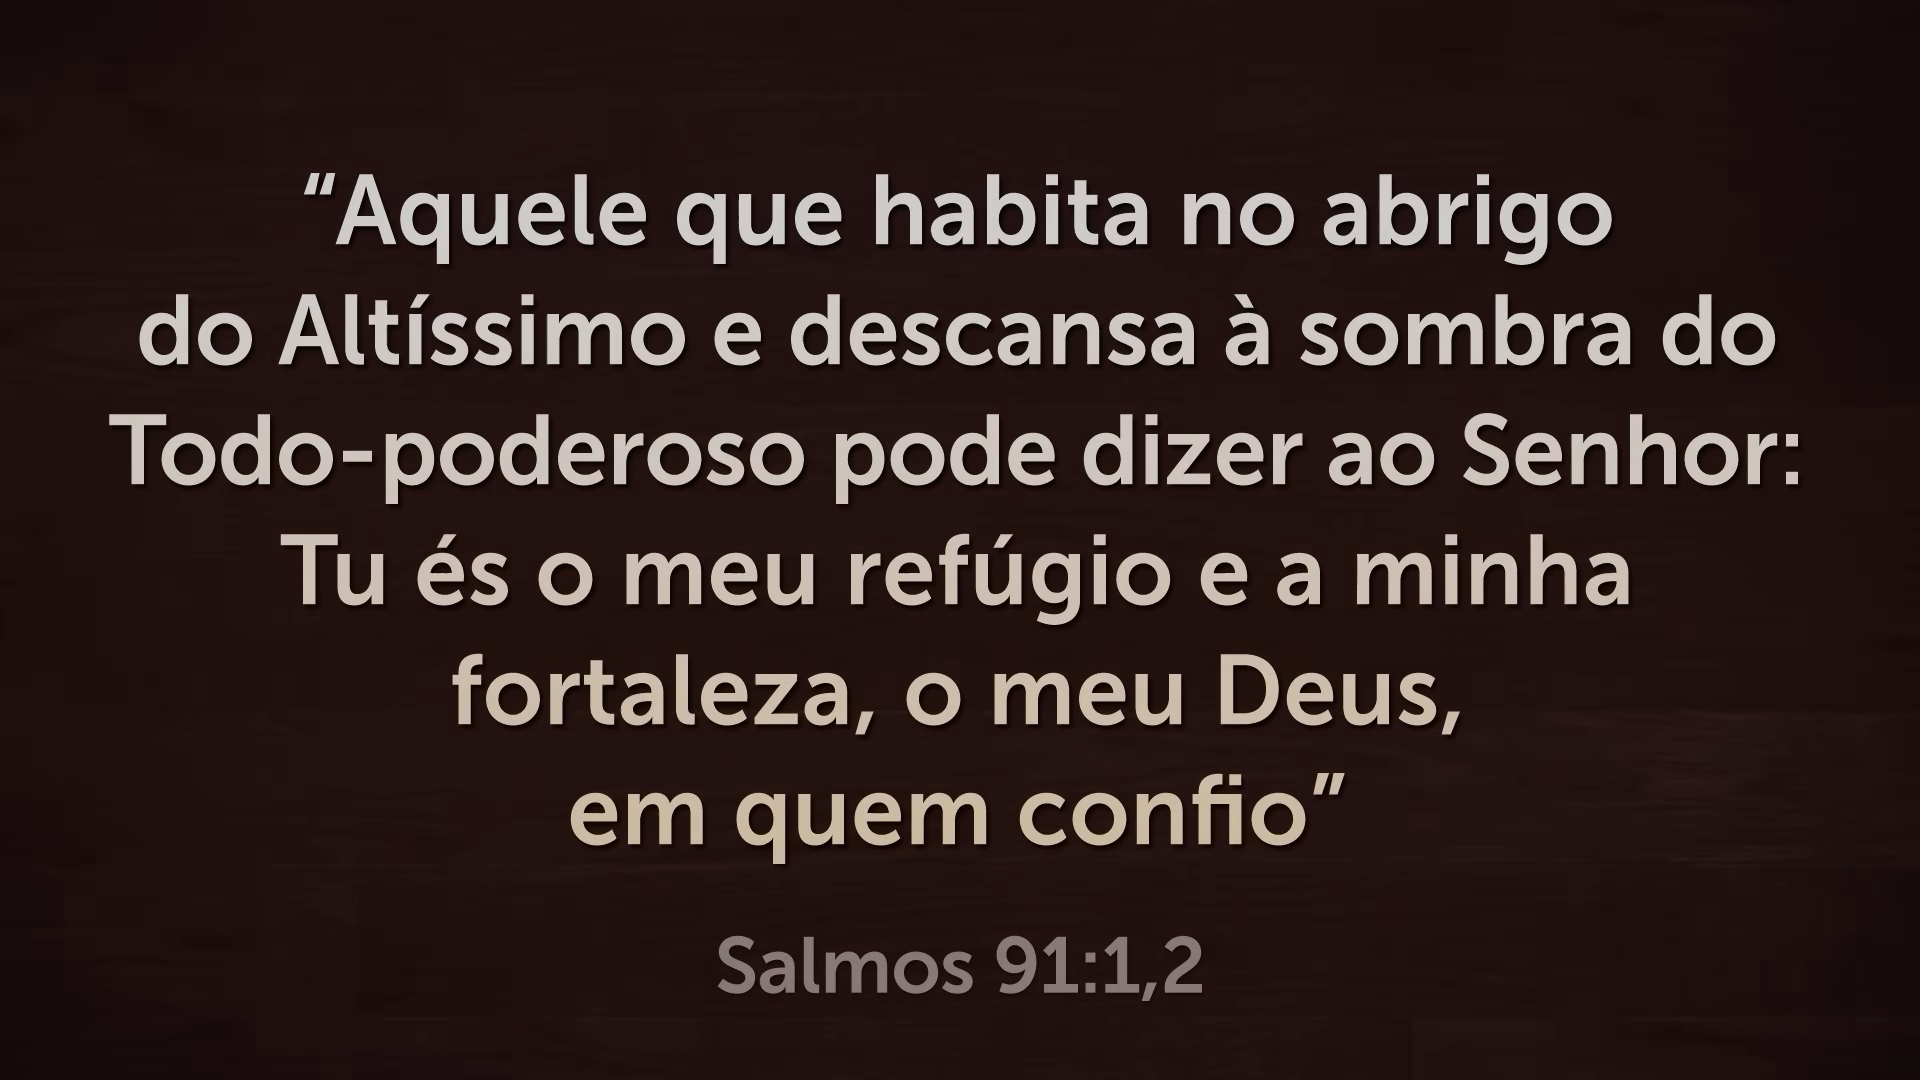 “Aquele que habita no abrigo
do Altíssimo e descansa à sombra do
Todo-poderoso pode dizer ao Senhor:
Tu és o meu refúgio e a minha
fortaleza, o meu Deus,
em quem confio”
Salmos 91:1,2